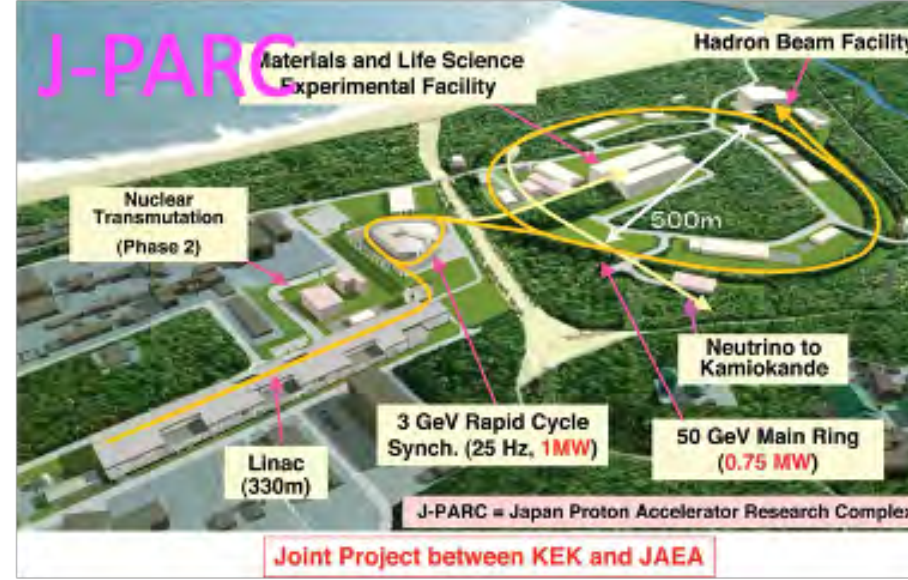 J-PARC
Materials and Life Science
Experimental Facility
Hadron Beam Facility
Nuclear
Transmutation
(Phase 2)
500m
Neutrino to
Kamiokande
3 GeV Rapid Cycle
Synch. (25 Hz, 1MW)
50 GeV Main Ring
(0.75 MW)
Linac
(330m)
J-PARC = Japan Proton Accelerator Research Complex
Joint Project between KEK and JAEA